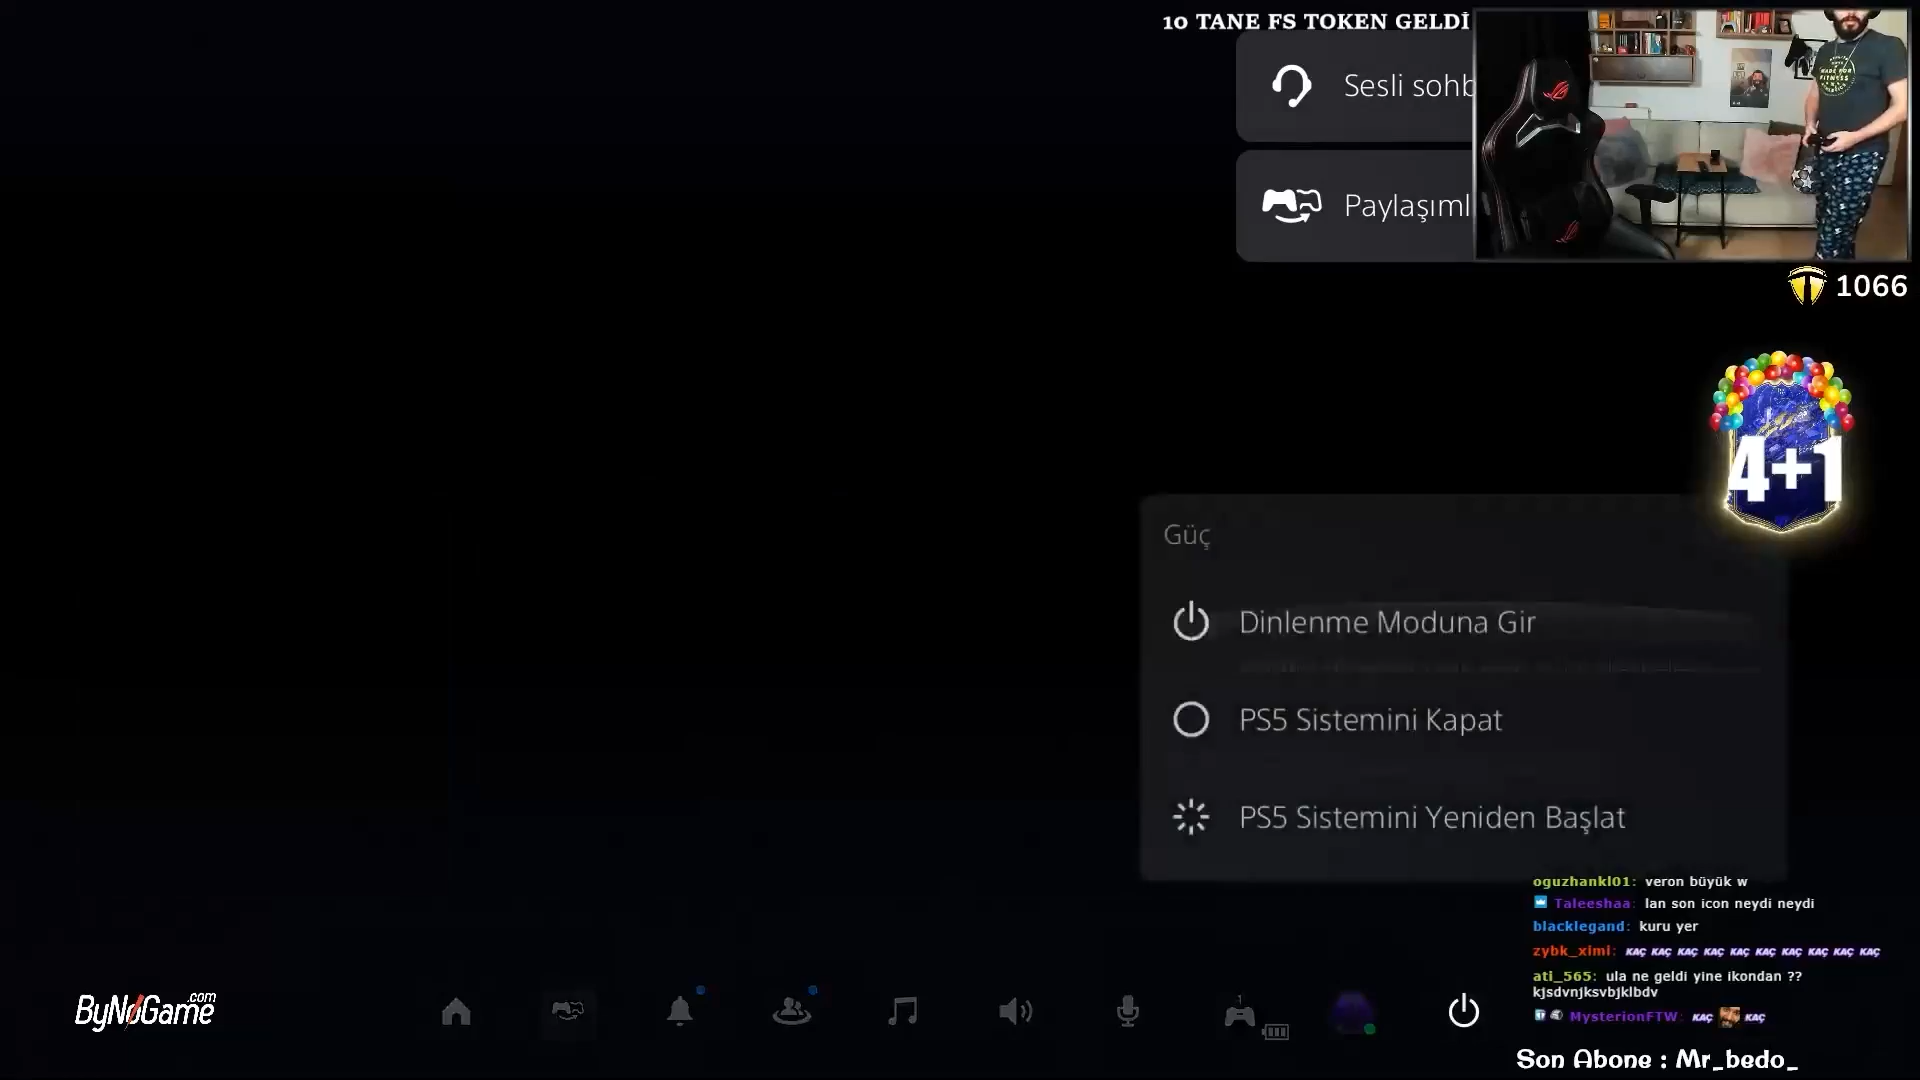 10 TANE FS TOKEN GELDİ
Sesli sohb
Paylaşıml
1066
4+1
Güç
Dinlenme Moduna Gir
PS5 Sistemini Kapat
PS5 Sistemini Yeniden Başlat
oguzhankl01: veron büyük w
Taleeshaa: lan son icon neydi neydi
blacklegand: kuru yer
zybk_ximi: KAÇ KAÇ KAÇ KAÇ KAÇ KAÇ KAÇ KAÇ KAÇ KAÇ
ati_565: ula ne geldi yine ikondan ??
kjsdvnjksvbjklbdv
MysterionFTW: KAÇ KAÇ
ByNoGame.com
1
Son Abone : Mr_bedo_